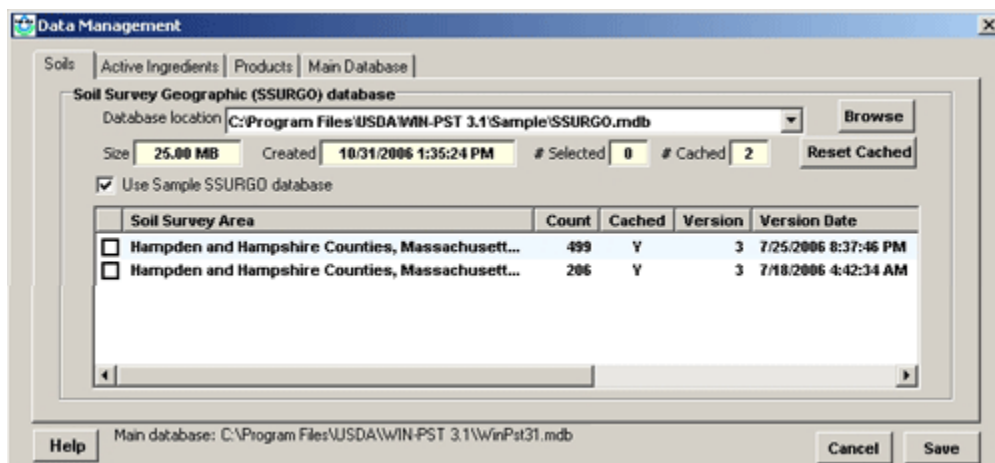 Data Management
Soils Active Ingredients Products Main Database
Soil Survey Geographic (SSURGO) database
Database location C:\Program Files\USDA\WIN-PST 3.1\Sample\SSURGO.mdb Browse
Size 25.00 MB Created 10/31/2006 1:35:24 PM # Selected 0 # Cached 2 Reset Cached
Use Sample SSURGO database
Soil Survey Area Count Cached Version Version Date
Hampden and Hampshire Counties, Massachusett... 499 Y 3 7/25/2006 8:37:46 PM
Hampden and Hampshire Counties, Massachusett... 206 Y 3 7/18/2006 4:42:34 AM
Help Main database: C:\Program Files\USDA\WIN-PST 3.1\WinPst31.mdb Cancel Save